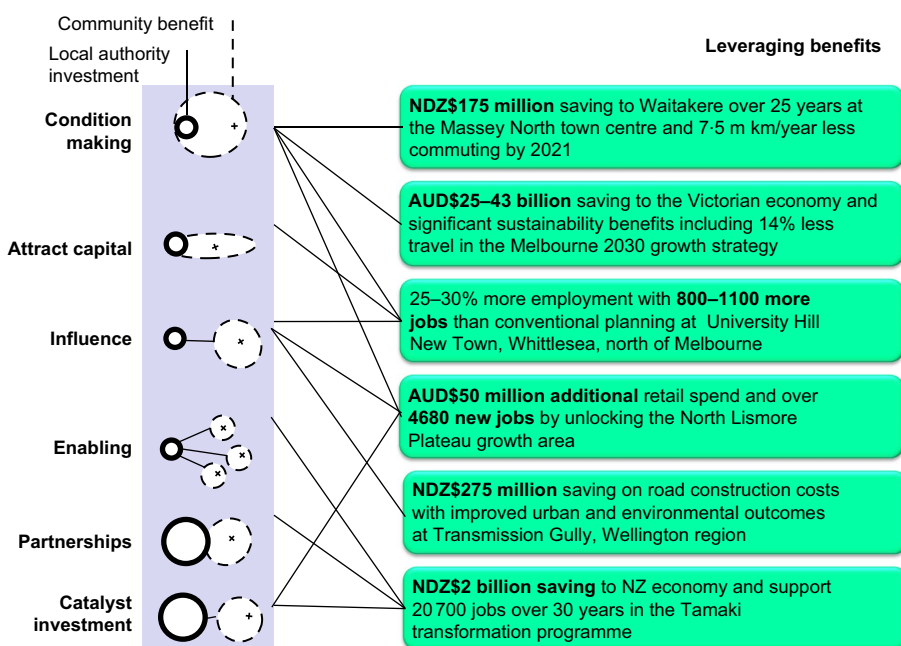 Community benefit
Local authority
investment
Leveraging benefits
Condition
making
Attract capital
Influence
Enabling
Partnerships
Catalyst
investment
NDZ$175 million saving to Waitakere over 25 years at
the Massey North town centre and 7·5 m km/year less
commuting by 2021
AUD$25–43 billion saving to the Victorian economy and
significant sustainability benefits including 14% less
travel in the Melbourne 2030 growth strategy
25–30% more employment with 800–1100 more
jobs than conventional planning at University Hill
New Town, Whittlesea, north of Melbourne
AUD$50 million additional retail spend and over
4680 new jobs by unlocking the North Lismore
Plateau growth area
NDZ$275 million saving on road construction costs
with improved urban and environmental outcomes
at Transmission Gully, Wellington region
NDZ$2 billion saving to NZ economy and support
20 700 jobs over 30 years in the Tamaki
transformation programme